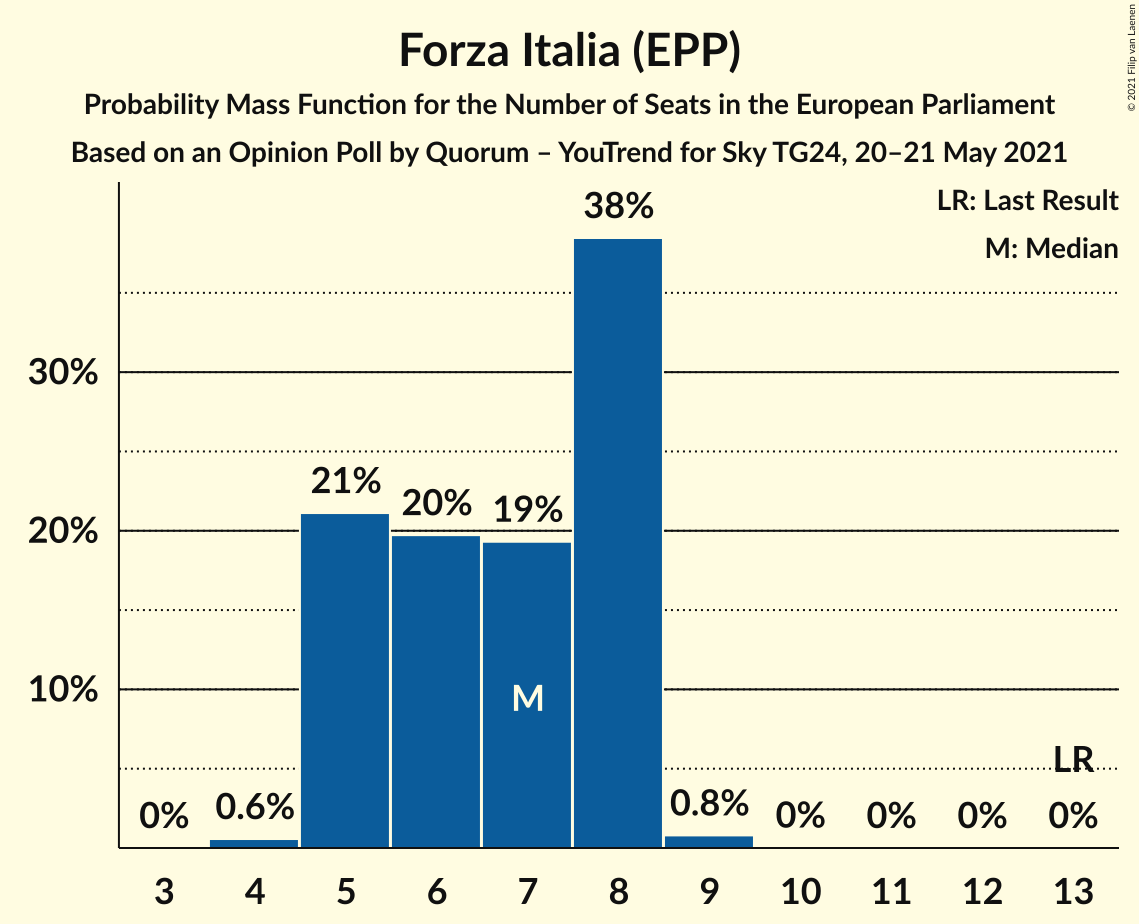 Forza Italia (EPP)
Probability Mass Function for the Number of Seats in the European Parliament
Based on an Opinion Poll by Quorum – YouTrend for Sky TG24, 20–21 May 2021
© 2021 Filip van Laenen
LR: Last Result
M: Median
38%
30%
21%
20%
19%
20%
10%
M
LR
0%
0.6%
0.8%
0%
0%
0%
0%
3 4 5 6 7 8 9 10 11 12 13